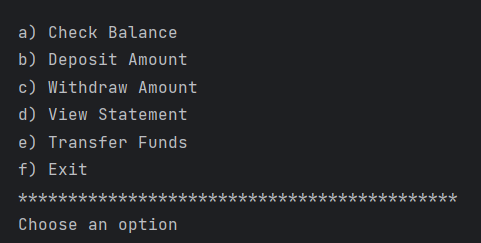 a) Check Balance
b) Deposit Amount
c) Withdraw Amount
d) View Statement
e) Transfer Funds
f) Exit
********************************************
Choose an option